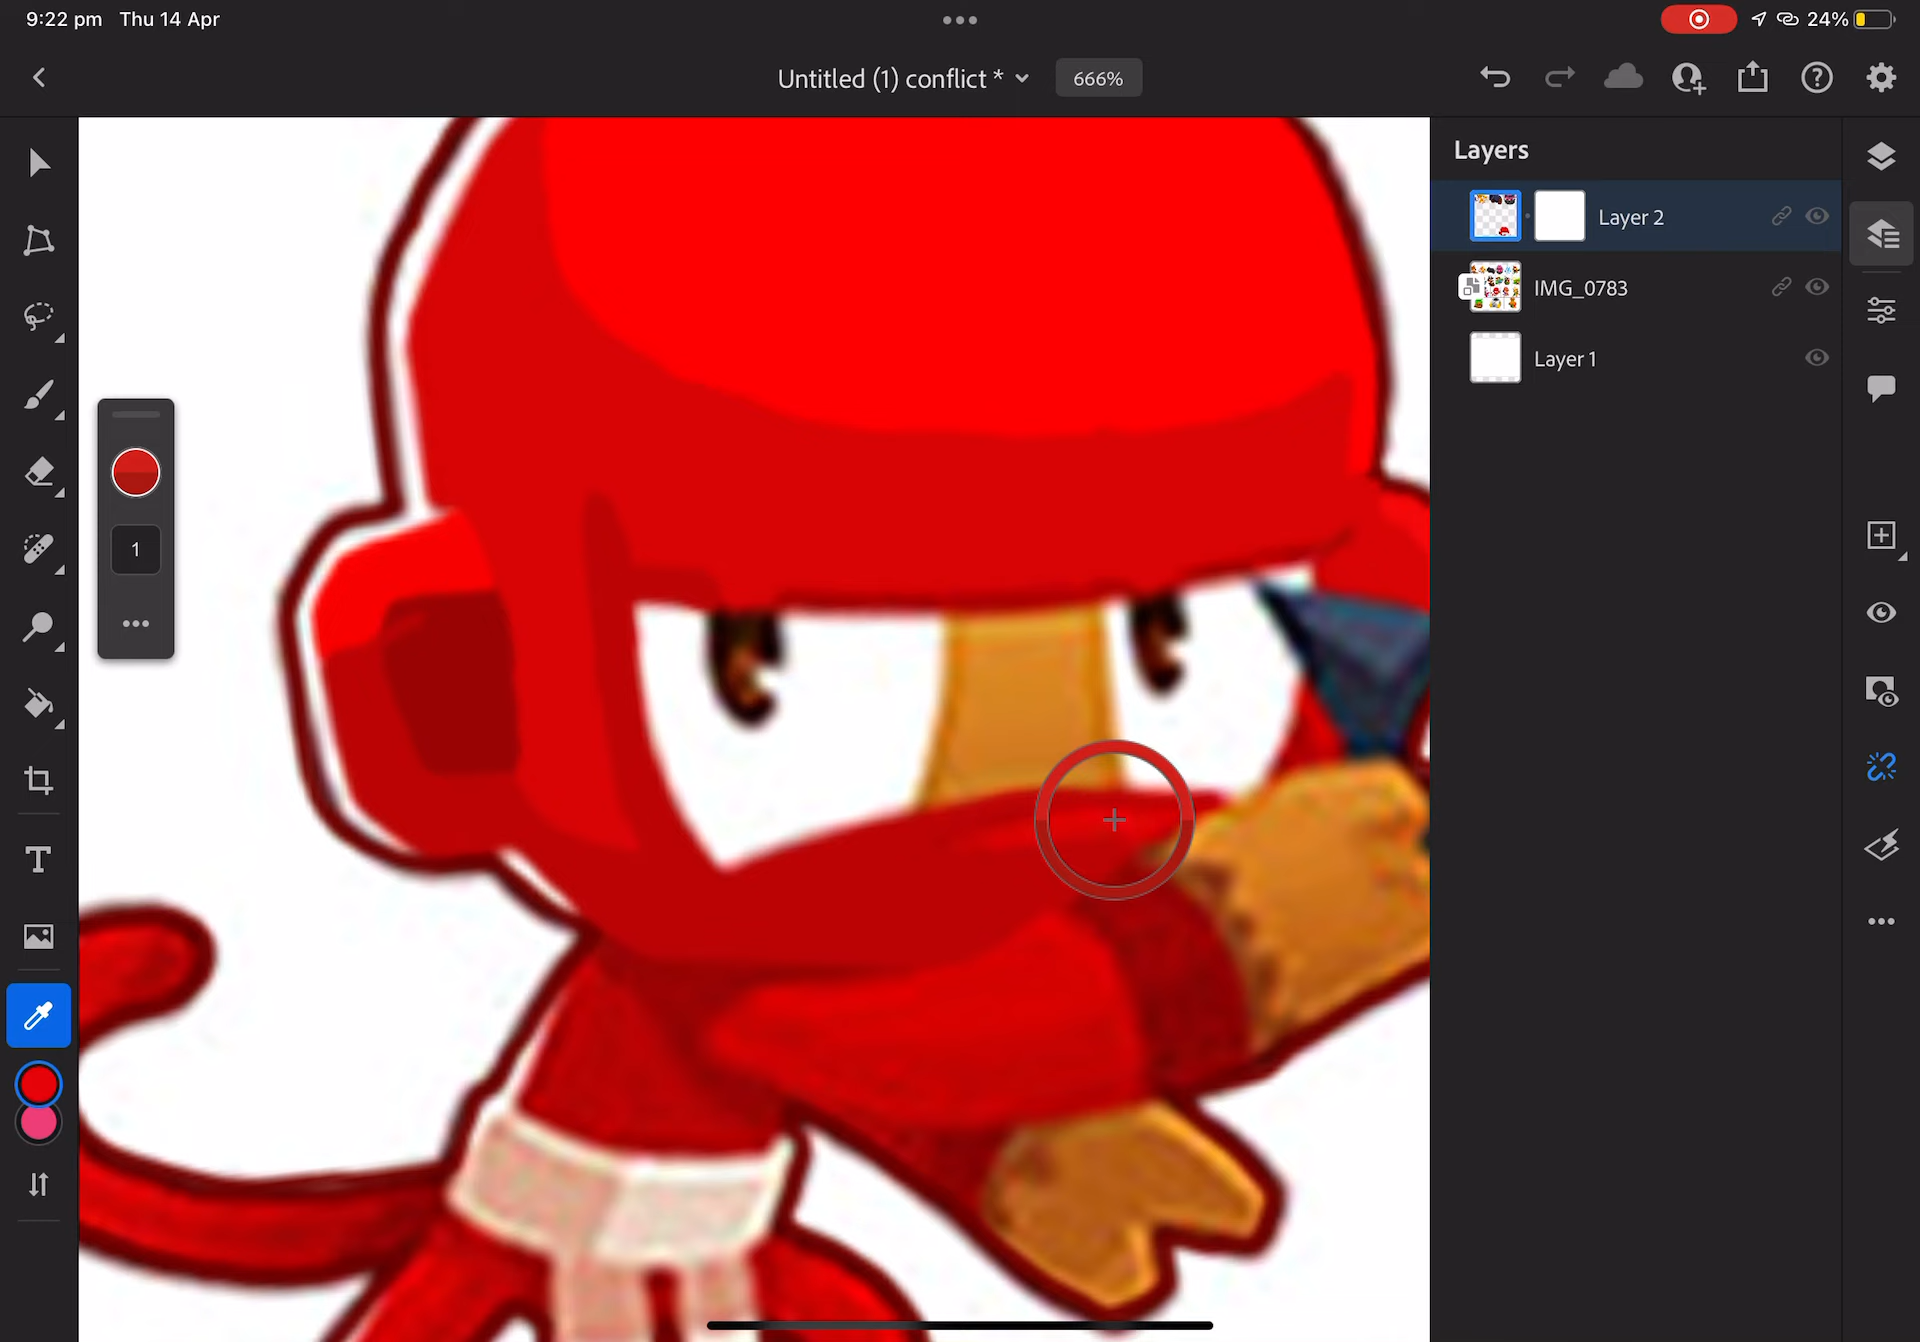 9:22 pm Thu 14 Apr
24%
Untitled (1) conflict *
666%
Layers
Layer 2
IMG_0783
Layer 1
1
T